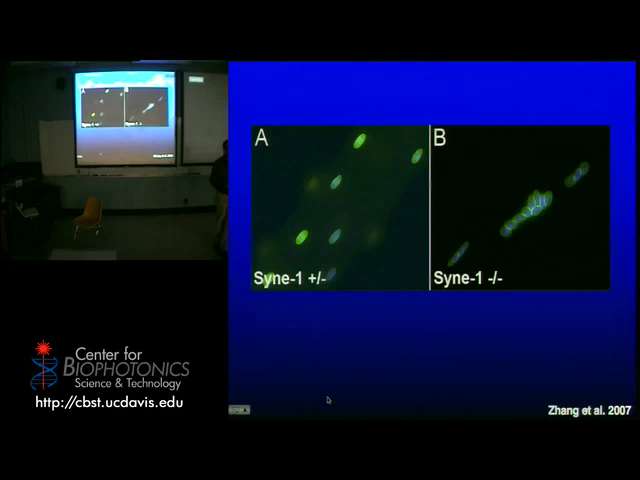 A
B
Syne-1 +/-
Syne-1 -/-
Zhang et al. 2007
Center for
BIOPHOTONICS
Science & Technology
http://cbst.ucdavis.edu